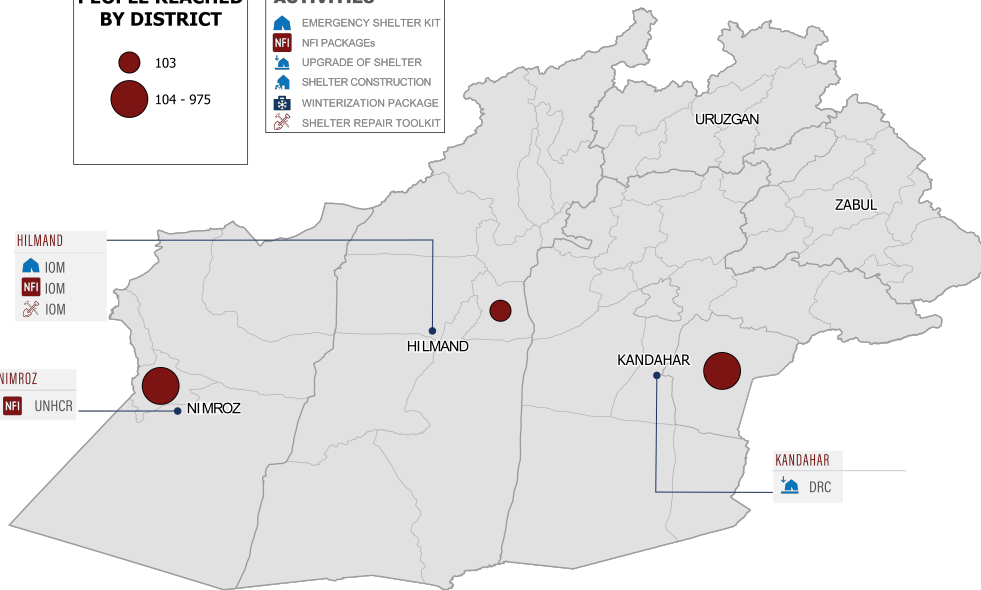 PEOPLE REACHED
BY DISTRICT
103
104 - 975
ACTIVITIES
EMERGENCY SHELTER KIT
NFI NFI PACKAGEs
UPGRADE OF SHELTER
SHELTER CONSTRUCTION
WINTERIZATION PACKAGE
SHELTER REPAIR TOOLKIT
URUZGAN
ZABUL
HILMAND
IOM
NFI IOM
IOM
HILMAND
KANDAHAR
NIMROZ
NFI UNHCR
NIMROZ
KANDAHAR
DRC